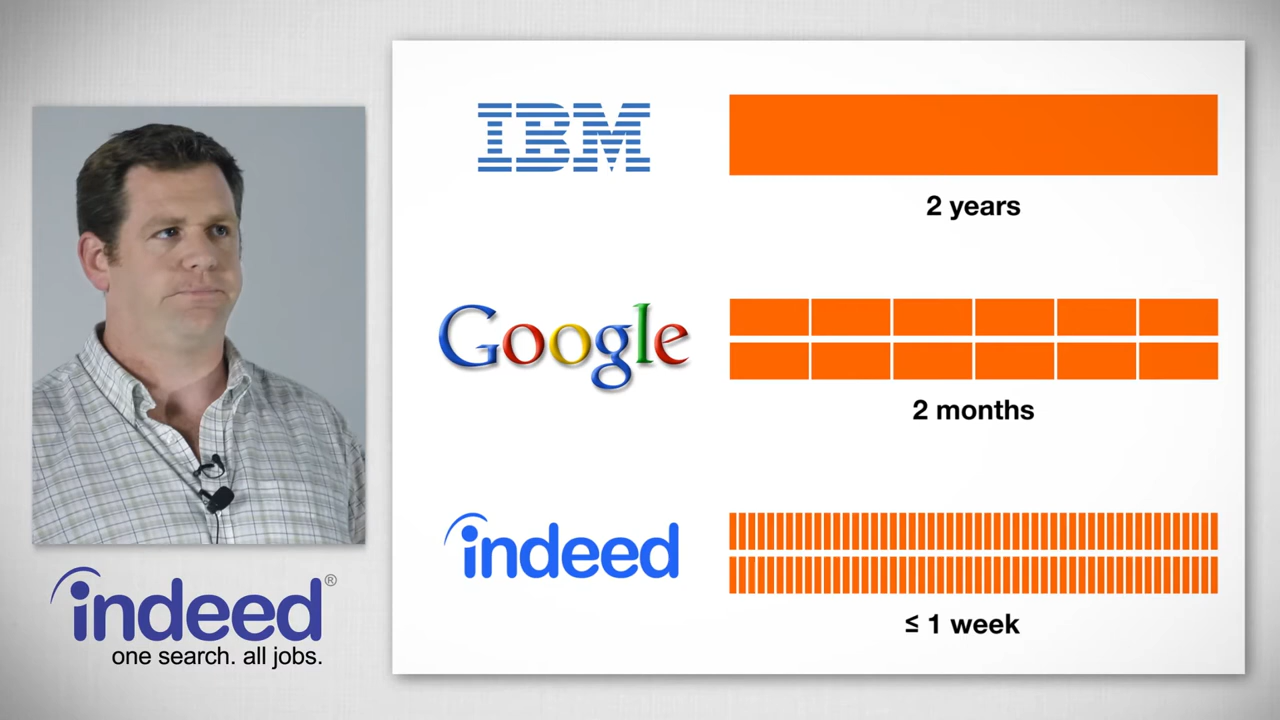 IBM
2 years
Google
2 months
indeed
≤ 1 week
indeed®
one search. all jobs.